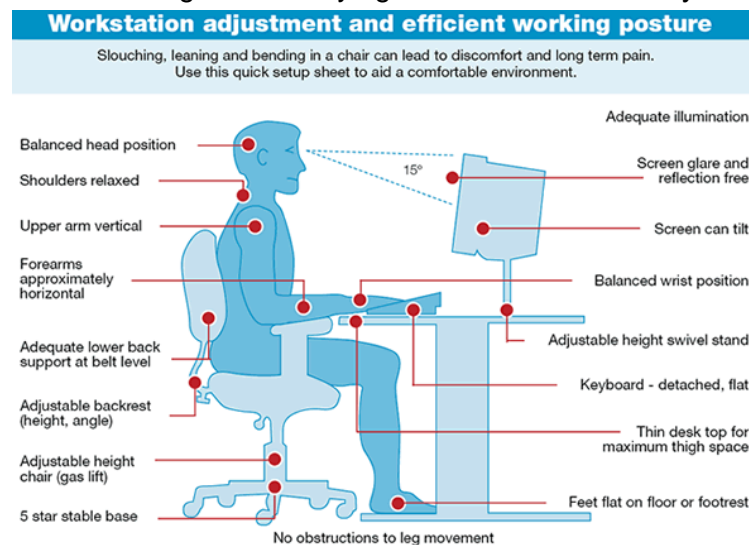 Workstation adjustment and efficient working posture
Slouching, leaning and bending in a chair can lead to discomfort and long term pain.
Use this quick setup sheet to aid a comfortable environment.
Balanced head position
Shoulders relaxed
Upper arm vertical
Forearms
approximately
horizontal
Adequate lower back
support at belt level
Adjustable backrest
(height, angle)
Adjustable height
chair (gas lift)
5 star stable base
15º
Adequate illumination
Screen glare and
reflection free
Screen can tilt
Balanced wrist position
Adjustable height swivel stand
Keyboard - detached, flat
Thin desk top for
maximum thigh space
Feet flat on floor or footrest
No obstructions to leg movement